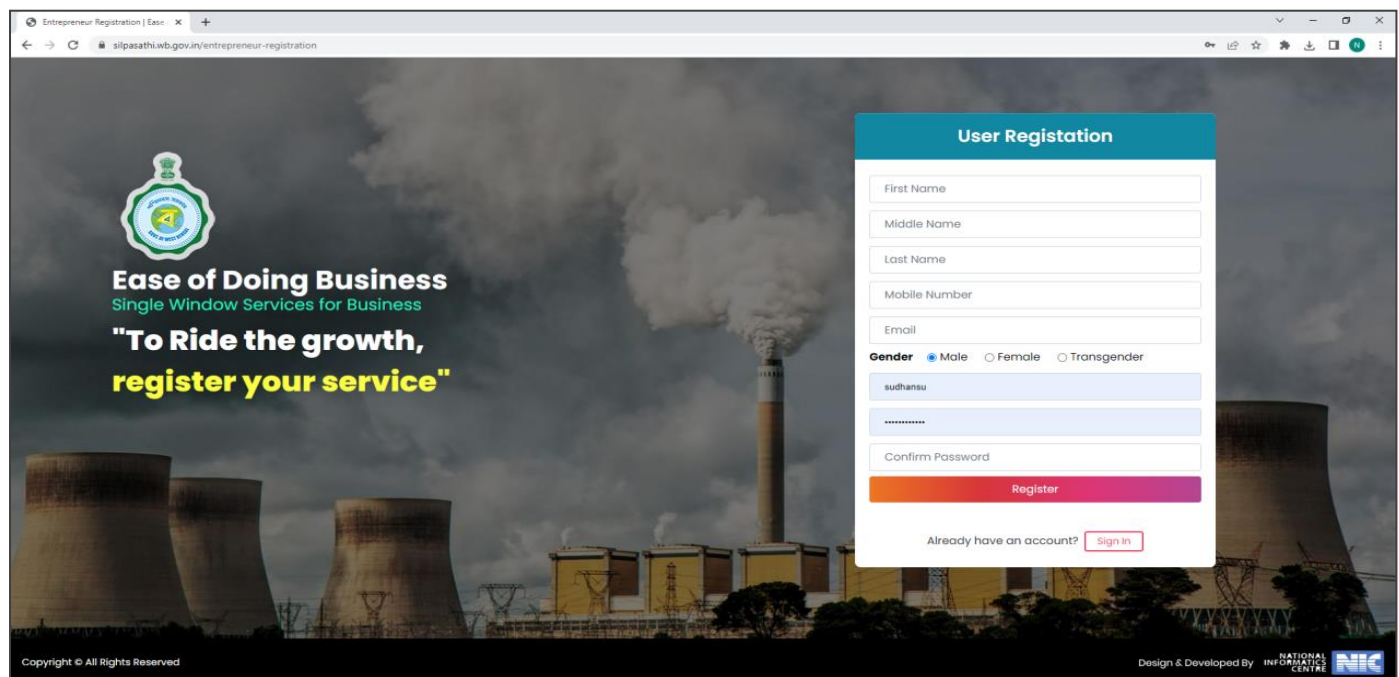 Entrepreneur Registration | Ease
silpasathi.wb.gov.in/entrepreneur-registration
N
Ease of Doing Business
Single Window Services for Business
"To Ride the growth,
register your service"
User Registation
First Name
Middle Name
Last Name
Mobile Number
Email
Gender Male Female Transgender
sudhansu
••••••••••••
Confirm Password
Register
Already have an account? Sign In
Copyright © All Rights Reserved
Design & Developed By NATIONAL INFORMATICS CENTRE NIC